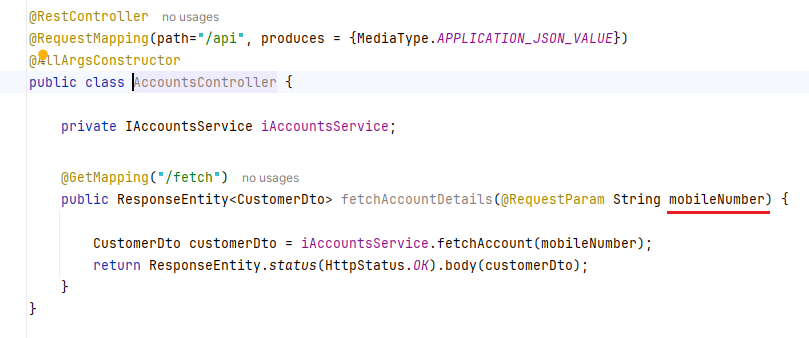 @RestController no usages
@RequestMapping(path="/api", produces = {MediaType.APPLICATION_JSON_VALUE})
@AllArgsConstructor
public class AccountsController {
private IAccountsService iAccountsService;
@GetMapping("/fetch") no usages
public ResponseEntity<CustomerDto> fetchAccountDetails(@RequestParam String mobileNumber) {
CustomerDto customerDto = iAccountsService.fetchAccount(mobileNumber);
return ResponseEntity.status(HttpStatus.OK).body(customerDto);
}
}